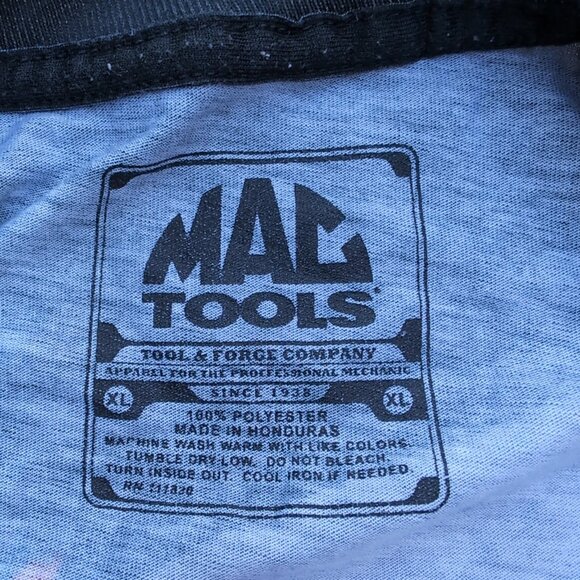 MAC
TOOLS
TOOL & FORGE COMPANY
APPAREL FOR THE PROFESSIONAL MECHANIC
XL SINCE 1938 XL
100% POLYESTER
MADE IN HONDURAS
MACHINE WASH WARM WITH LIKE COLORS.
TUMBLE DRY LOW. DO NOT BLEACH.
TURN INSIDE OUT. COOL IRON IF NEEDED.
RN